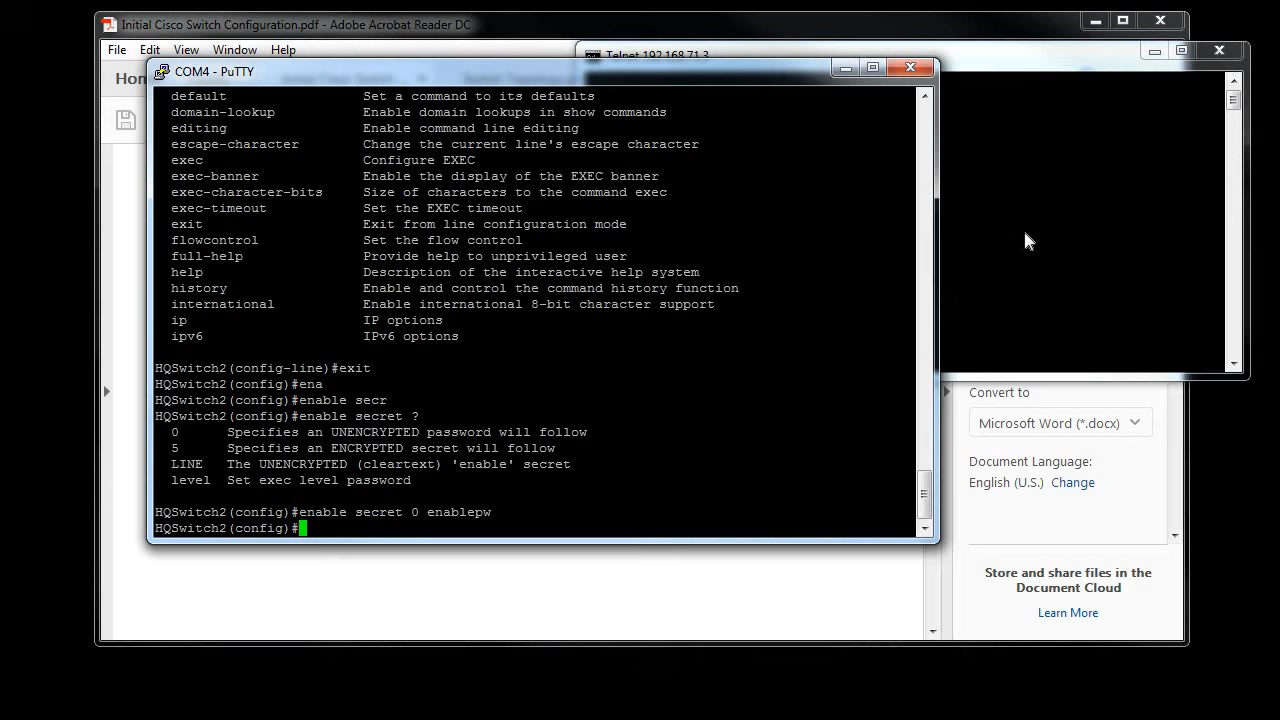 Initial Cisco Switch Configuration.pdf - Adobe Acrobat Reader DC
File Edit View Window Help
Telnet 192.168.71.3
COM4 - PuTTY
default Set a command to its defaults
domain-lookup Enable domain lookups in show commands
editing Enable command line editing
escape-character Change the current line's escape character
exec Configure EXEC
exec-banner Enable the display of the EXEC banner
exec-character-bits Size of characters to the command exec
exec-timeout Set the EXEC timeout
exit Exit from line configuration mode
flowcontrol Set the flow control
full-help Provide help to unprivileged user
help Description of the interactive help system
history Enable and control the command history function
international Enable international 8-bit character support
ip IP options
ipv6 IPv6 options
HQSwitch2(config-line)#exit
HQSwitch2(config)#ena
HQSwitch2(config)#enable secr
HQSwitch2(config)#enable secret ?
0 Specifies an UNENCRYPTED password will follow
5 Specifies an ENCRYPTED secret will follow
LINE The UNENCRYPTED (cleartext) 'enable' secret
level Set exec level password
HQSwitch2(config)#enable secret 0 enablepw
HQSwitch2(config)#
Convert to
Microsoft Word (*.docx)
Document Language:
English (U.S.) Change
Store and share files in the
Document Cloud
Learn More